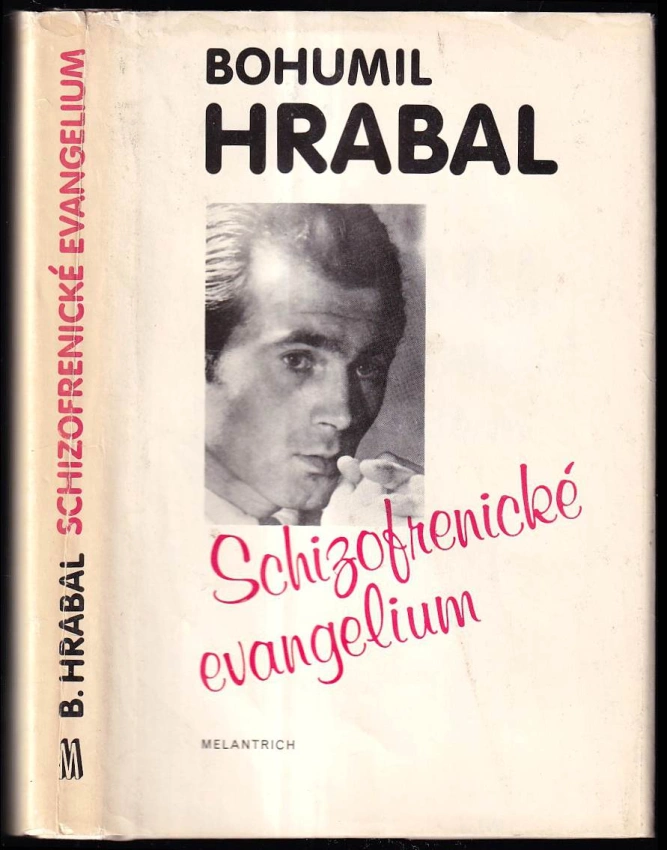 B. HRABAL SCHIZOFRENICKÉ EVANGELIUM
M
BOHUMIL
HRABAL
Schizofrenické
evangelium
MELANTRICH